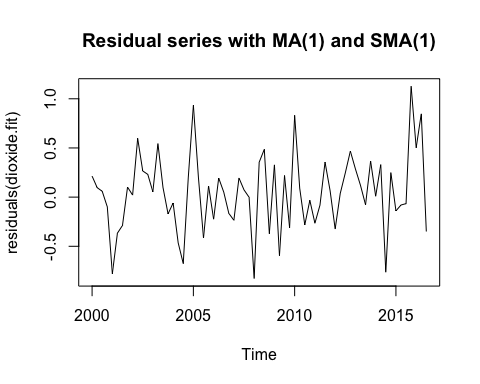 Residual series with MA(1) and SMA(1)
residuals(dioxide.fit)
1.0
0.5
0.0
-0.5
2000 2005 2010 2015
Time